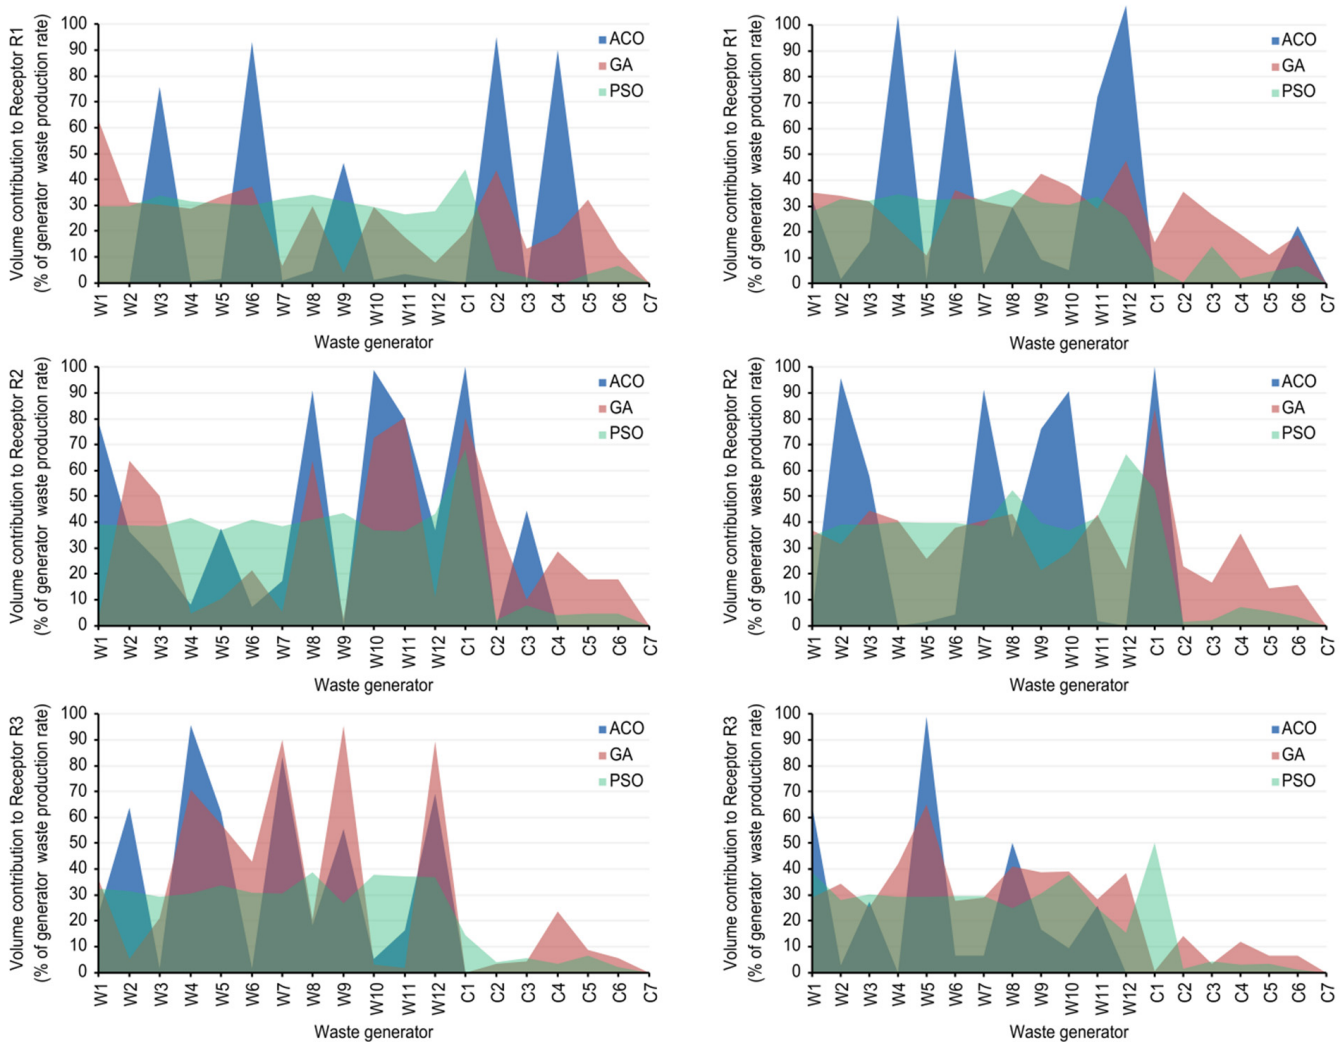 Volume contribution to Receptor R1
(% of generator waste production rate)
100
90
80
70
60
50
40
30
20
10
0
ACO
GA
PSO
W1 W2 W3 W4 W5 W6 W7 W8 W9 W10 W11 W12 C1 C2 C3 C4 C5 C6 C7
Waste generator
Volume contribution to Receptor R1
(% of generator waste production rate)
100
90
80
70
60
50
40
30
20
10
0
ACO
GA
PSO
W1 W2 W3 W4 W5 W6 W7 W8 W9 W10 W11 W12 C1 C2 C3 C4 C5 C6 C7
Waste generator
Volume contribution to Receptor R2
(% of generator waste production rate)
100
90
80
70
60
50
40
30
20
10
0
ACO
GA
PSO
W1 W2 W3 W4 W5 W6 W7 W8 W9 W10 W11 W12 C1 C2 C3 C4 C5 C6 C7
Waste generator
Volume contribution to Receptor R2
(% of generator waste production rate)
100
90
80
70
60
50
40
30
20
10
0
ACO
GA
PSO
W1 W2 W3 W4 W5 W6 W7 W8 W9 W10 W11 W12 C1 C2 C3 C4 C5 C6 C7
Waste generator
Volume contribution to Receptor R3
(% of generator waste production rate)
100
90
80
70
60
50
40
30
20
10
0
ACO
GA
PSO
W1 W2 W3 W4 W5 W6 W7 W8 W9 W10 W11 W12 C1 C2 C3 C4 C5 C6 C7
Waste generator
Volume contribution to Receptor R3
(% of generator waste production rate)
100
90
80
70
60
50
40
30
20
10
0
ACO
GA
PSO
W1 W2 W3 W4 W5 W6 W7 W8 W9 W10 W11 W12 C1 C2 C3 C4 C5 C6 C7
Waste generator